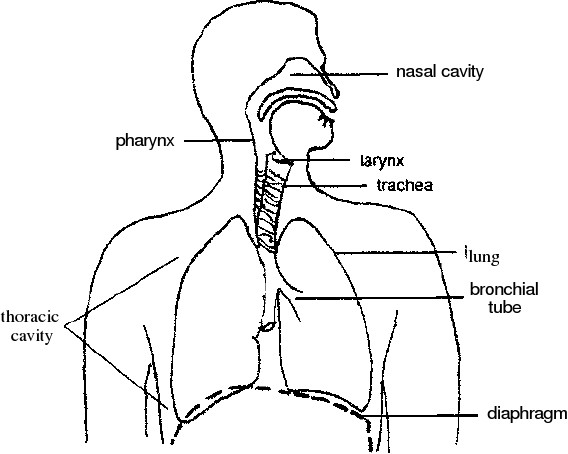 nasal cavity
pharynx
larynx
trachea
lung
bronchial
tube
thoracic
cavity
diaphragm